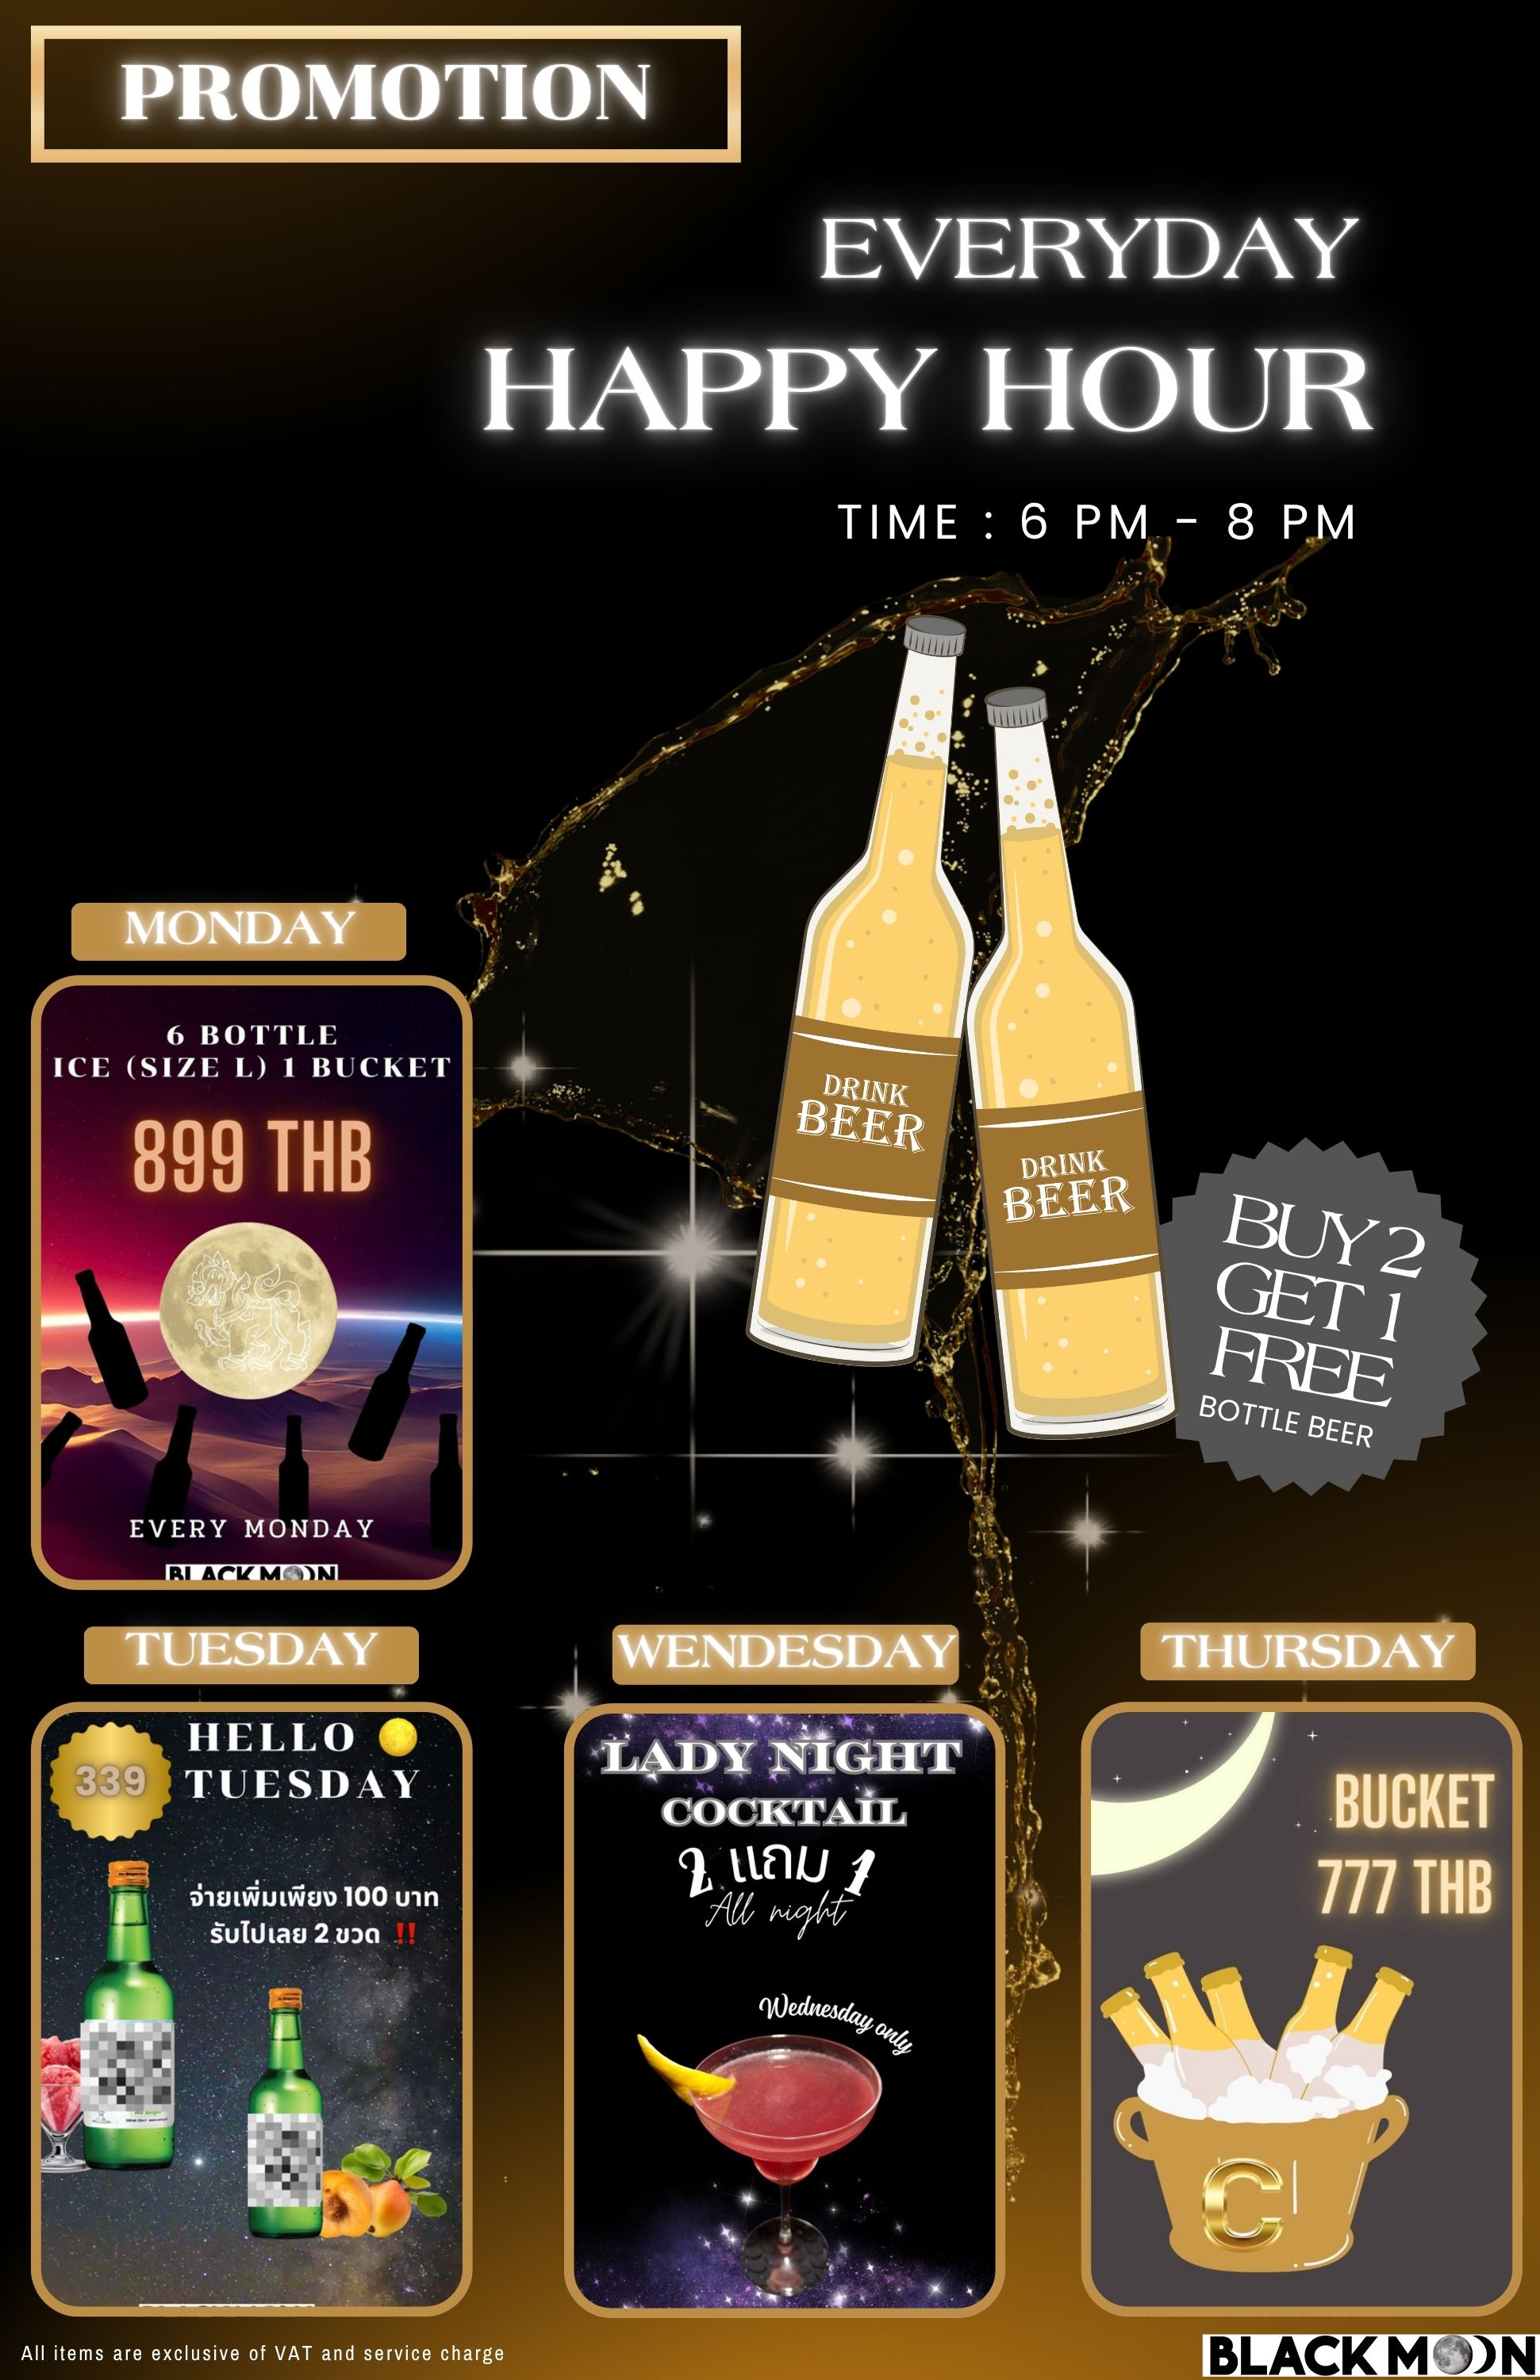 PROMOTION
EVERYDAY
HAPPY HOUR
TIME : 6 PM - 8 PM
DRINK
BEER
DRINK
BEER
BUY 2
GET 1
FREE
BOTTLE BEER
MONDAY
6 BOTTLE
ICE (SIZE L) 1 BUCKET
899 THB
EVERY MONDAY
BLACK MOON
TUESDAY
339
HELLO
TUESDAY
จ่ายเพิ่มเพียง 100 บาท
รับไปเลย 2 ขวด ‼
WENDESDAY
LADY NIGHT
COCKTAIL
2 แถม 1
All night
Wednesday only
THURSDAY
BUCKET
777 THB
C
All items are exclusive of VAT and service charge
BLACK MOON